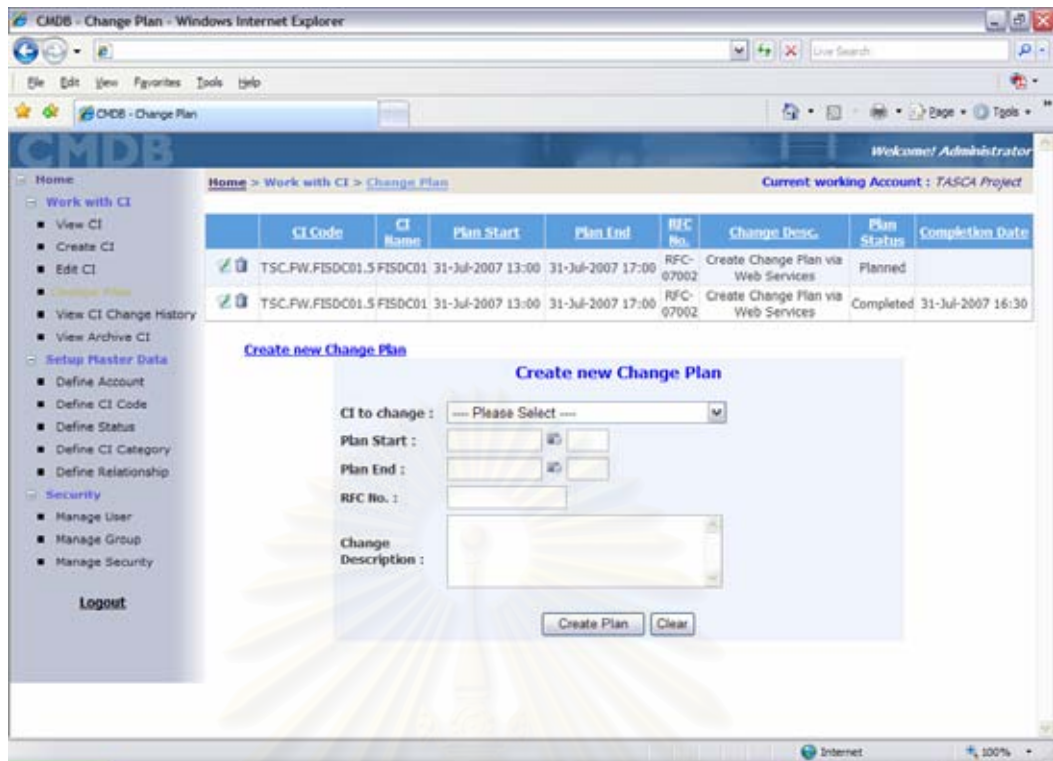 CMDB - Change Plan - Windows Internet Explorer
Live Search
File Edit View Favorites Tools Help
CMDB - Change Plan
Page Tools
CMDB
Welcome! Administrator
Home > Work with CI > Change Plan
Current working Account : TASCA Project
Home
Work with CI
View CI
Create CI
Edit CI
Change Plan
View CI Change History
View Archive CI
Setup Master Data
Define Account
Define CI Code
Define Status
Define CI Category
Define Relationship
Security
Manage User
Manage Group
Manage Security
Logout
CI Code CI Name Plan Start Plan End RFC No. Change Desc. Plan Status Completion Date
TSC.FW.FISDC01.5 FISDC01 31-Jul-2007 13:00 31-Jul-2007 17:00 RFC-07002 Create Change Plan via Web Services Planned
TSC.FW.FISDC01.5 FISDC01 31-Jul-2007 13:00 31-Jul-2007 17:00 RFC-07002 Create Change Plan via Web Services Completed 31-Jul-2007 16:30
Create new Change Plan
Create new Change Plan
CI to change : ---- Please Select ----
Plan Start :
Plan End :
RFC No. :
Change
Description :
Create Plan Clear
Internet 100%